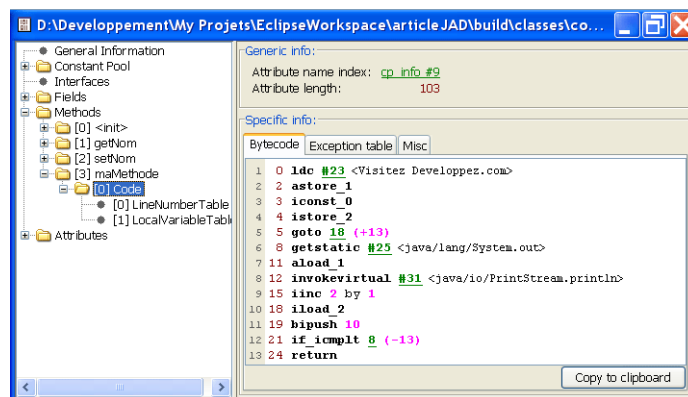 D:\Developpement\My Projets\EclipseWorkspace\articleJAD\build\classes\co...
General Information
Constant Pool
Interfaces
Fields
Methods
[0] <init>
[1] getNom
[2] setNom
[3] maMethode
[0] Code
[0] LineNumberTable
[1] LocalVariableTabl
Attributes
Generic info:
Attribute name index: cp_info #9
Attribute length: 103
Specific info:
Bytecode Exception table Misc
1 0 ldc #23 <Visitez Developpez.com>
2 2 astore_1
3 3 iconst_0
4 4 istore_2
5 5 goto 18 (+13)
6 8 getstatic #25 <java/lang/System.out>
7 11 aload_1
8 12 invokevirtual #31 <java/io/PrintStream.println>
9 15 iinc 2 by 1
10 18 iload_2
11 19 bipush 10
12 21 if_icmplt 8 (-13)
13 24 return
Copy to clipboard